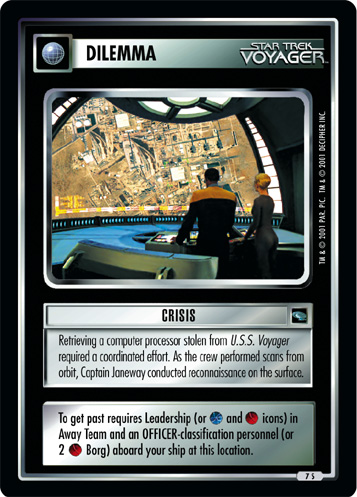 DILEMMA
STAR TREK
VOYAGER™
TM & © 2001 PAR. PIC. TM & © 2001 DECIPHER INC.
CRISIS
Retrieving a computer processor stolen from U.S.S. Voyager
required a coordinated effort. As the crew performed scans from
orbit, Captain Janeway conducted reconnaissance on the surface.
To get past requires Leadership (or and icons) in
Away Team and an OFFICER-classification personnel (or
2 Borg) aboard your ship at this location.
7 S